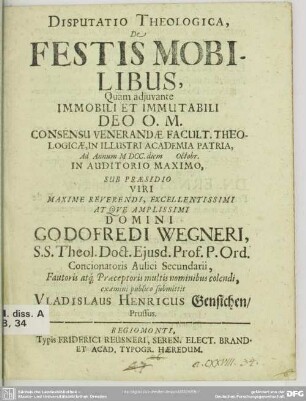 DISPUTATIO THEOLOGICA,
De
FESTIS MOBI-
LIBUS,
Quam adjuvante
IMMOBILI ET IMMUTABILI
DEO O. M.
CONSENSU VENERANDÆ FACULT. THEO-
LOGICÆ, IN ILLUSTRI ACADEMIA PATRIA,
Ad Annum M DCC. diem Octobr.
IN AUDITORIO MAXIMO,
SUB PRÆSIDIO
VIRI
MAXIME REVERENDI, EXCELLENTISSIMI
ATQVE AMPLISSIMI
DOMINI
GODOFREDI WEGNERI,
S.S. Theol. Doct. Ejusd. Prof. P. Ord.
Concionatoris Aulici Secundarii,
Fautoris atq; Præceptoris multis nominibus colendi,
examini publico submittit
VLADISLAUS HENRICUS Gensichen/
Prussus.
REGIOMONTI,
Typis FRIDERICI REUSNERI, SEREN. ELECT. BRAND.
ET ACAD. TYPOGR. HÆREDUM.
diss. A
B, 34